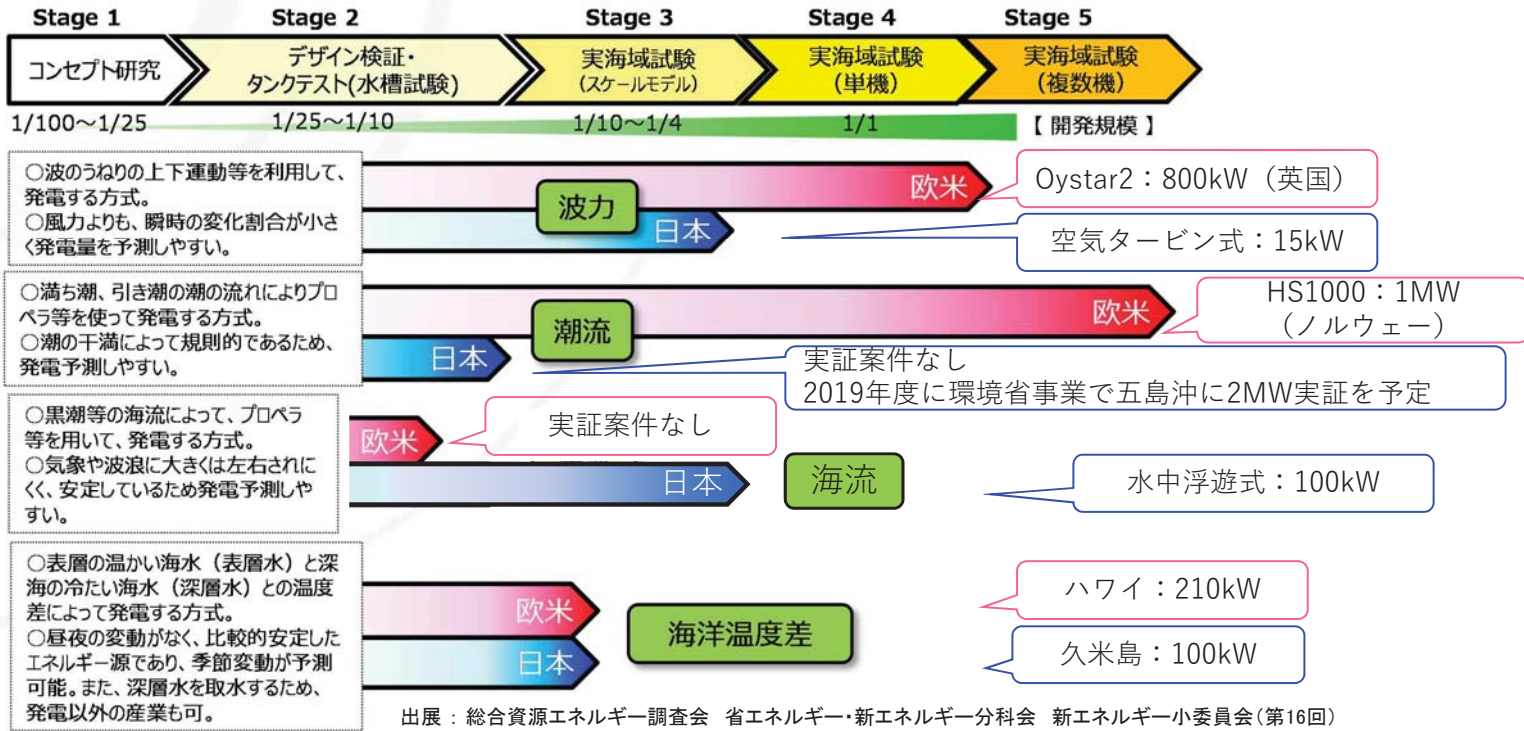 Stage 1
Stage 2
Stage 3
Stage 4
Stage 5
コンセプト研究
デザイン検証・
タンクテスト(水槽試験)
実海域試験
(スケールモデル)
実海域試験
(単機)
実海域試験
(複数機)
1/100～1/25
1/25～1/10
1/10～1/4
1/1
【 開発規模 】
○波のうねりの上下運動等を利用して、
発電する方式。
○風力よりも、瞬時の変化割合が小さ
く発電量を予測しやすい。
波力
欧米
日本
Oystar2：800kW（英国）
空気タービン式：15kW
○満ち潮、引き潮の潮の流れによりプロ
ペラ等を使って発電する方式。
○潮の干満によって規則的であるため、
発電予測しやすい。
潮流
欧米
日本
HS1000：1MW
（ノルウェー）
実証案件なし
2019年度に環境省事業で五島沖に2MW実証を予定
○黒潮等の海流によって、プロペラ
等を用いて、発電する方式。
○気象や波浪に大きくは左右されに
くく、安定しているため発電予測しや
すい。
欧米
実証案件なし
日本
海流
水中浮遊式：100kW
○表層の温かい海水（表層水）と深
海の冷たい海水（深層水）との温度
差によって発電する方式。
○昼夜の変動がなく、比較的安定した
エネルギー源であり、季節変動が予測
可能。また、深層水を取水するため、
発電以外の産業も可。
欧米
日本
海洋温度差
ハワイ：210kW
久米島：100kW
出展 ： 総合資源エネルギー調査会　省エネルギー・新エネルギー分科会　新エネルギー小委員会(第16回)